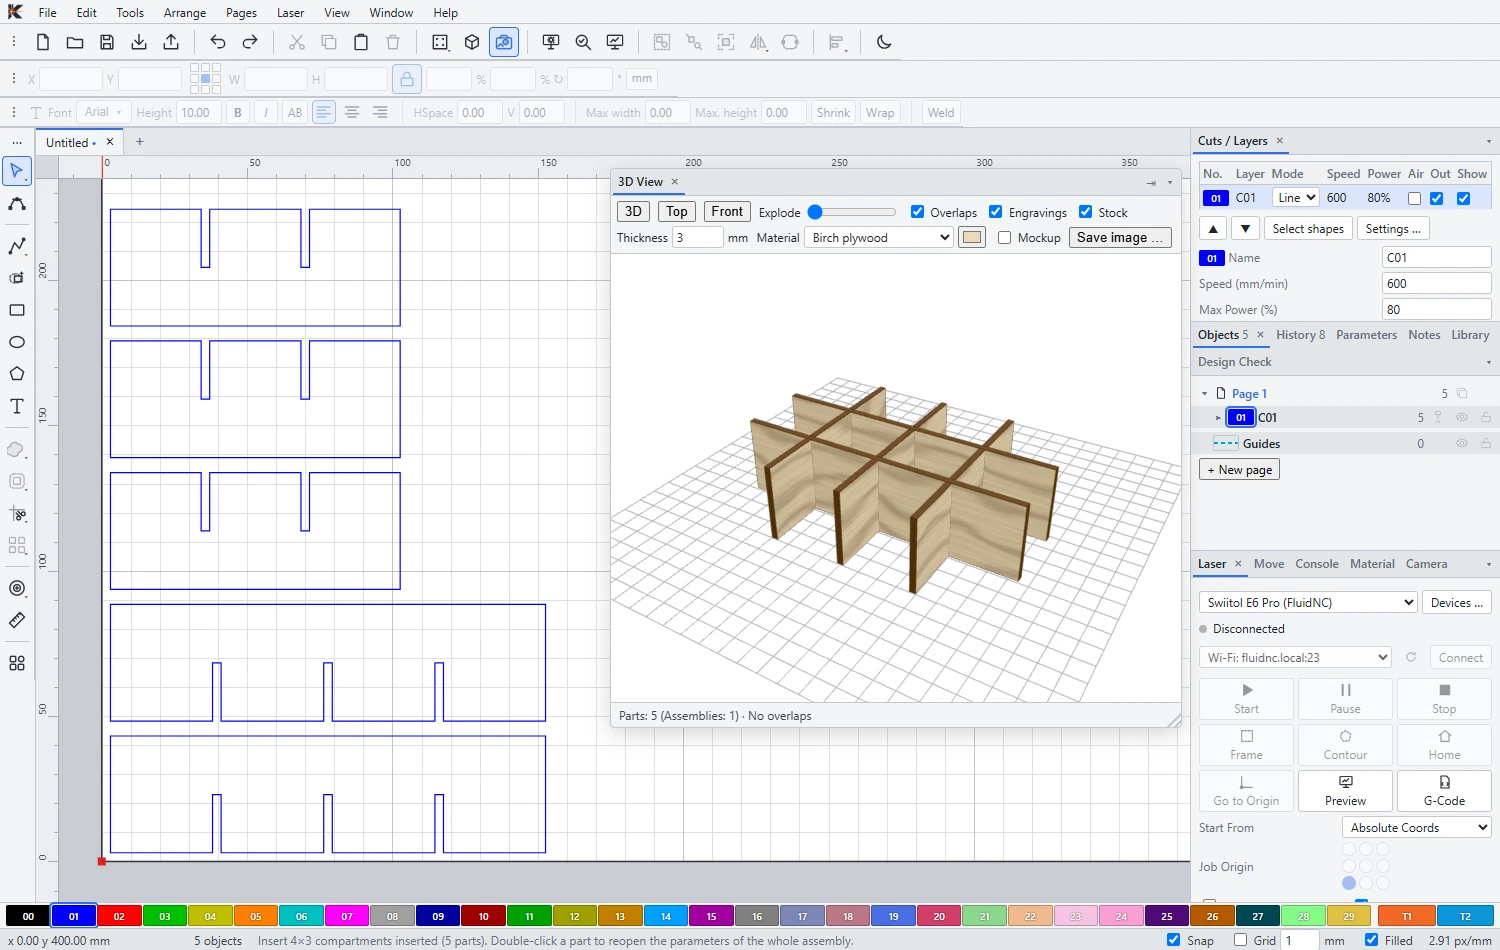 File Edit Tools Arrange Pages Laser View Window Help
X Y W H % % ° mm
Font Arial Height 10.00 B I AB HSpace 0.00 V 0.00 Max width 0.00 Max. height 0.00 Shrink Wrap Weld
Untitled • × +
0 50 100 150 200 250 300 350
200
150
100
50
0
3D View ×
3D Top Front Explode Overlaps Engravings Stock
Thickness 3 mm Material Birch plywood Mockup Save image ...
Parts: 5 (Assemblies: 1) · No overlaps
Cuts / Layers ×
No. Layer Mode Speed Power Air Out Show
01 C01 Line 600 80%
▲ ▼ Select shapes Settings ...
01 Name C01
Speed (mm/min) 600
Max Power (%) 80
Objects 5 × History 8 Parameters Notes Library
Design Check
Page 1 5
01 C01 5
Guides 0
+ New page
Laser × Move Console Material Camera
Swiitol E6 Pro (FluidNC) Devices ...
Disconnected
Wi-Fi: fluidnc.local:23 Connect
Start Pause Stop
Frame Contour Home
Go to Origin Preview G-Code
Start From Absolute Coords
Job Origin
00 01 02 03 04 05 06 07 08 09 10 11 12 13 14 15 16 17 18 19 20 21 22 23 24 25 26 27 28 29 T1 T2
x 0.00 y 400.00 mm 5 objects Insert 4×3 compartments inserted (5 parts). Double-click a part to reopen the parameters of the whole assembly. Snap Grid 1 mm Filled 2.91 px/mm